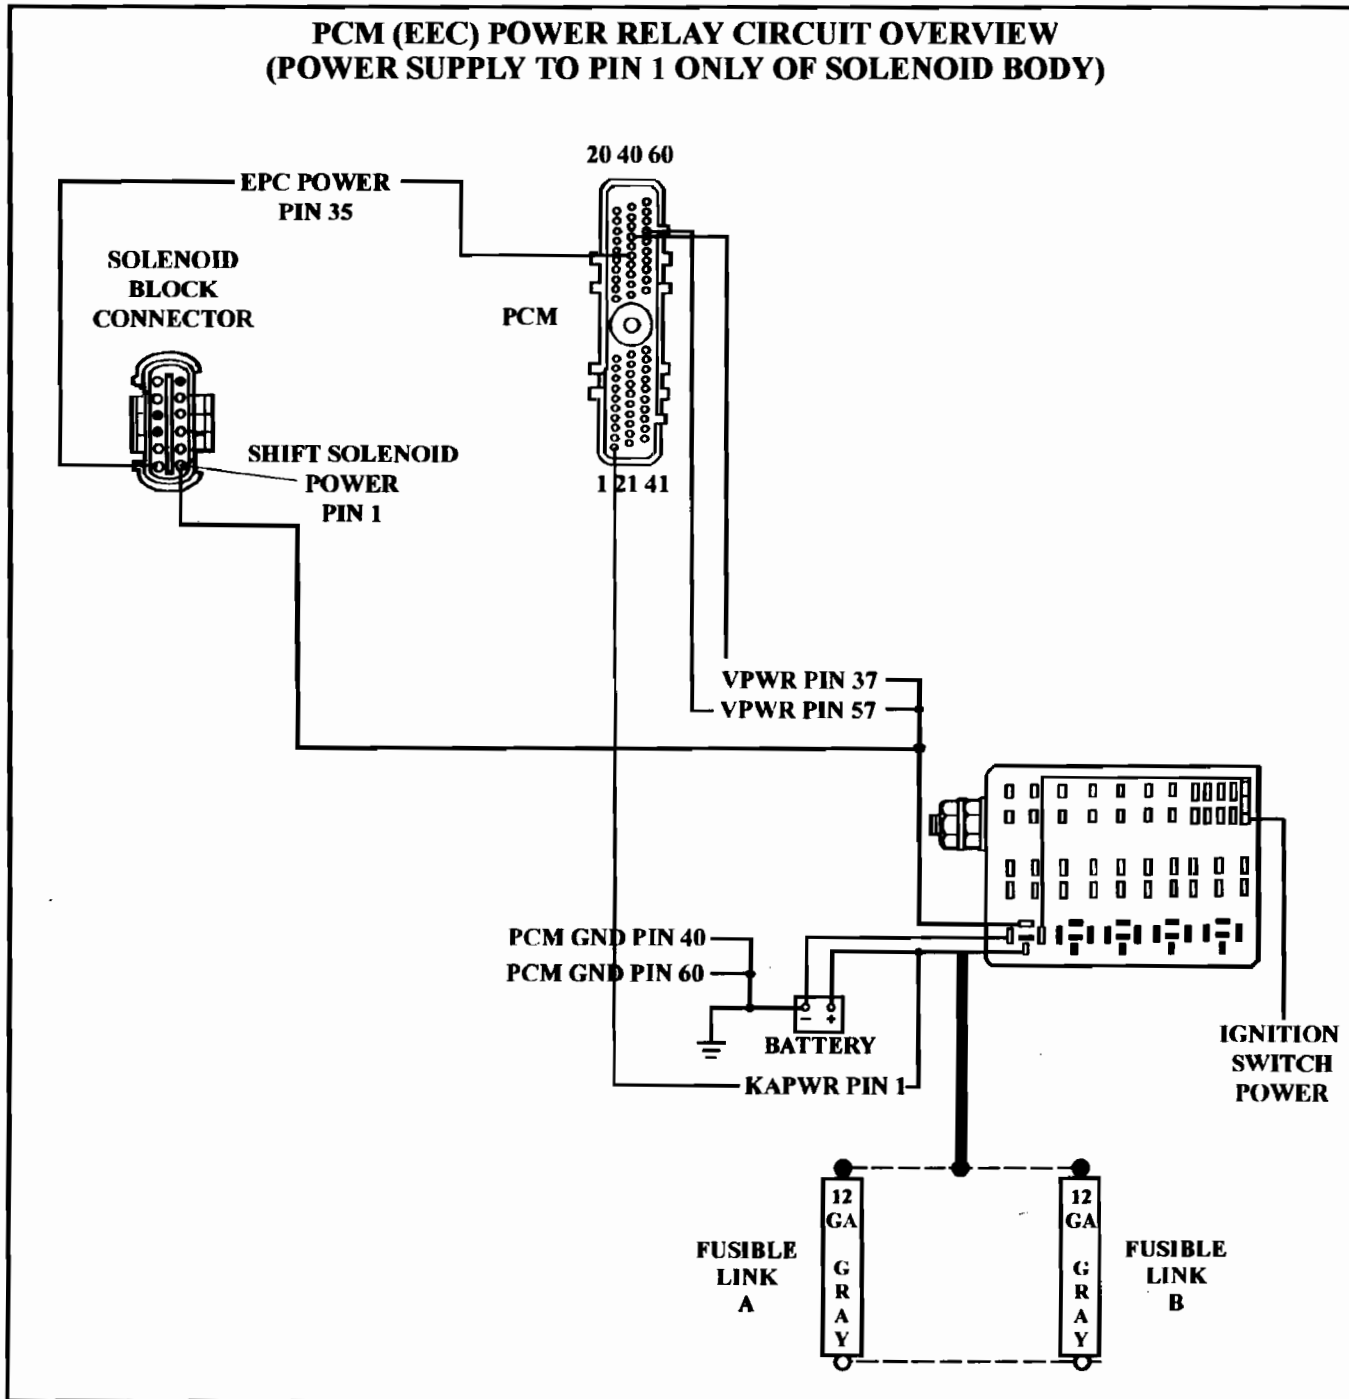 PCM (EEC) POWER RELAY CIRCUIT OVERVIEW
(POWER SUPPLY TO PIN 1 ONLY OF SOLENOID BODY)
20 40 60
EPC POWER
PIN 35
SOLENOID
BLOCK
CONNECTOR
PCM
SHIFT SOLENOID
POWER
PIN 1
1 21 41
VPWR PIN 37
VPWR PIN 57
PCM GND PIN 40
PCM GND PIN 60
- +
BATTERY
KAPWR PIN 1
IGNITION
SWITCH
POWER
12
GA
G
R
A
Y
FUSIBLE
LINK
A
12
GA
G
R
A
Y
FUSIBLE
LINK
B